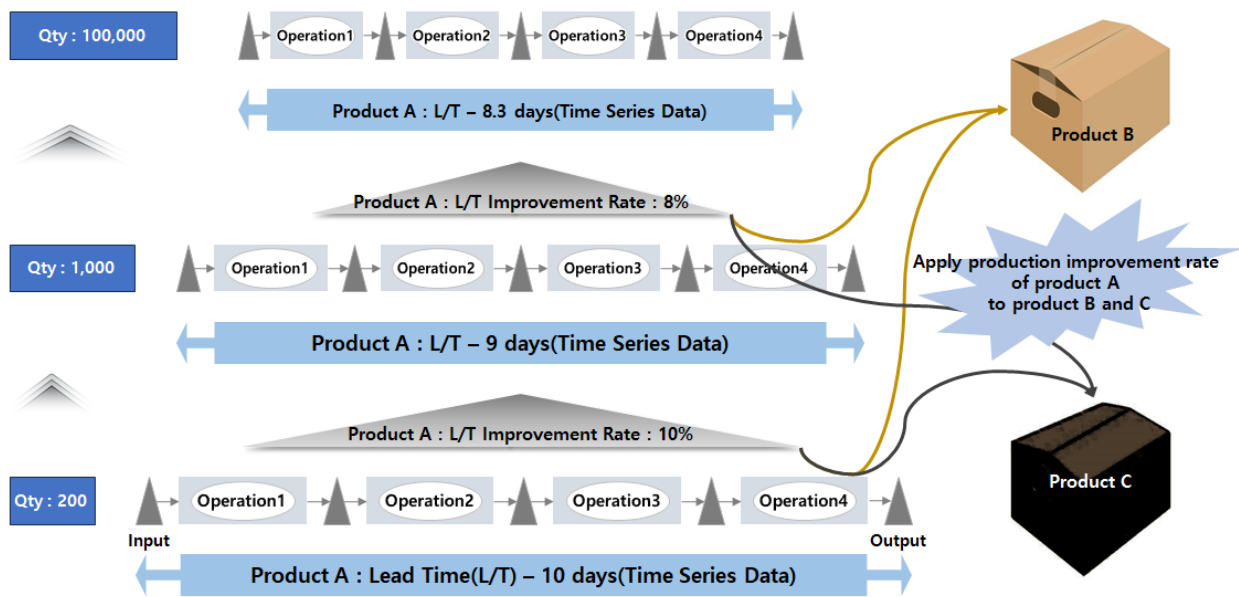 Qty : 100,000
Operation1
Operation2
Operation3
Operation4
Product A : L/T – 8.3 days(Time Series Data)
Product B
Product A : L/T Improvement Rate : 8%
Qty : 1,000
Operation1
Operation2
Operation3
Operation4
Apply production improvement rate
of product A
to product B and C
Product A : L/T – 9 days(Time Series Data)
Product A : L/T Improvement Rate : 10%
Qty : 200
Operation1
Operation2
Operation3
Operation4
Product C
Input
Output
Product A : Lead Time(L/T) – 10 days(Time Series Data)